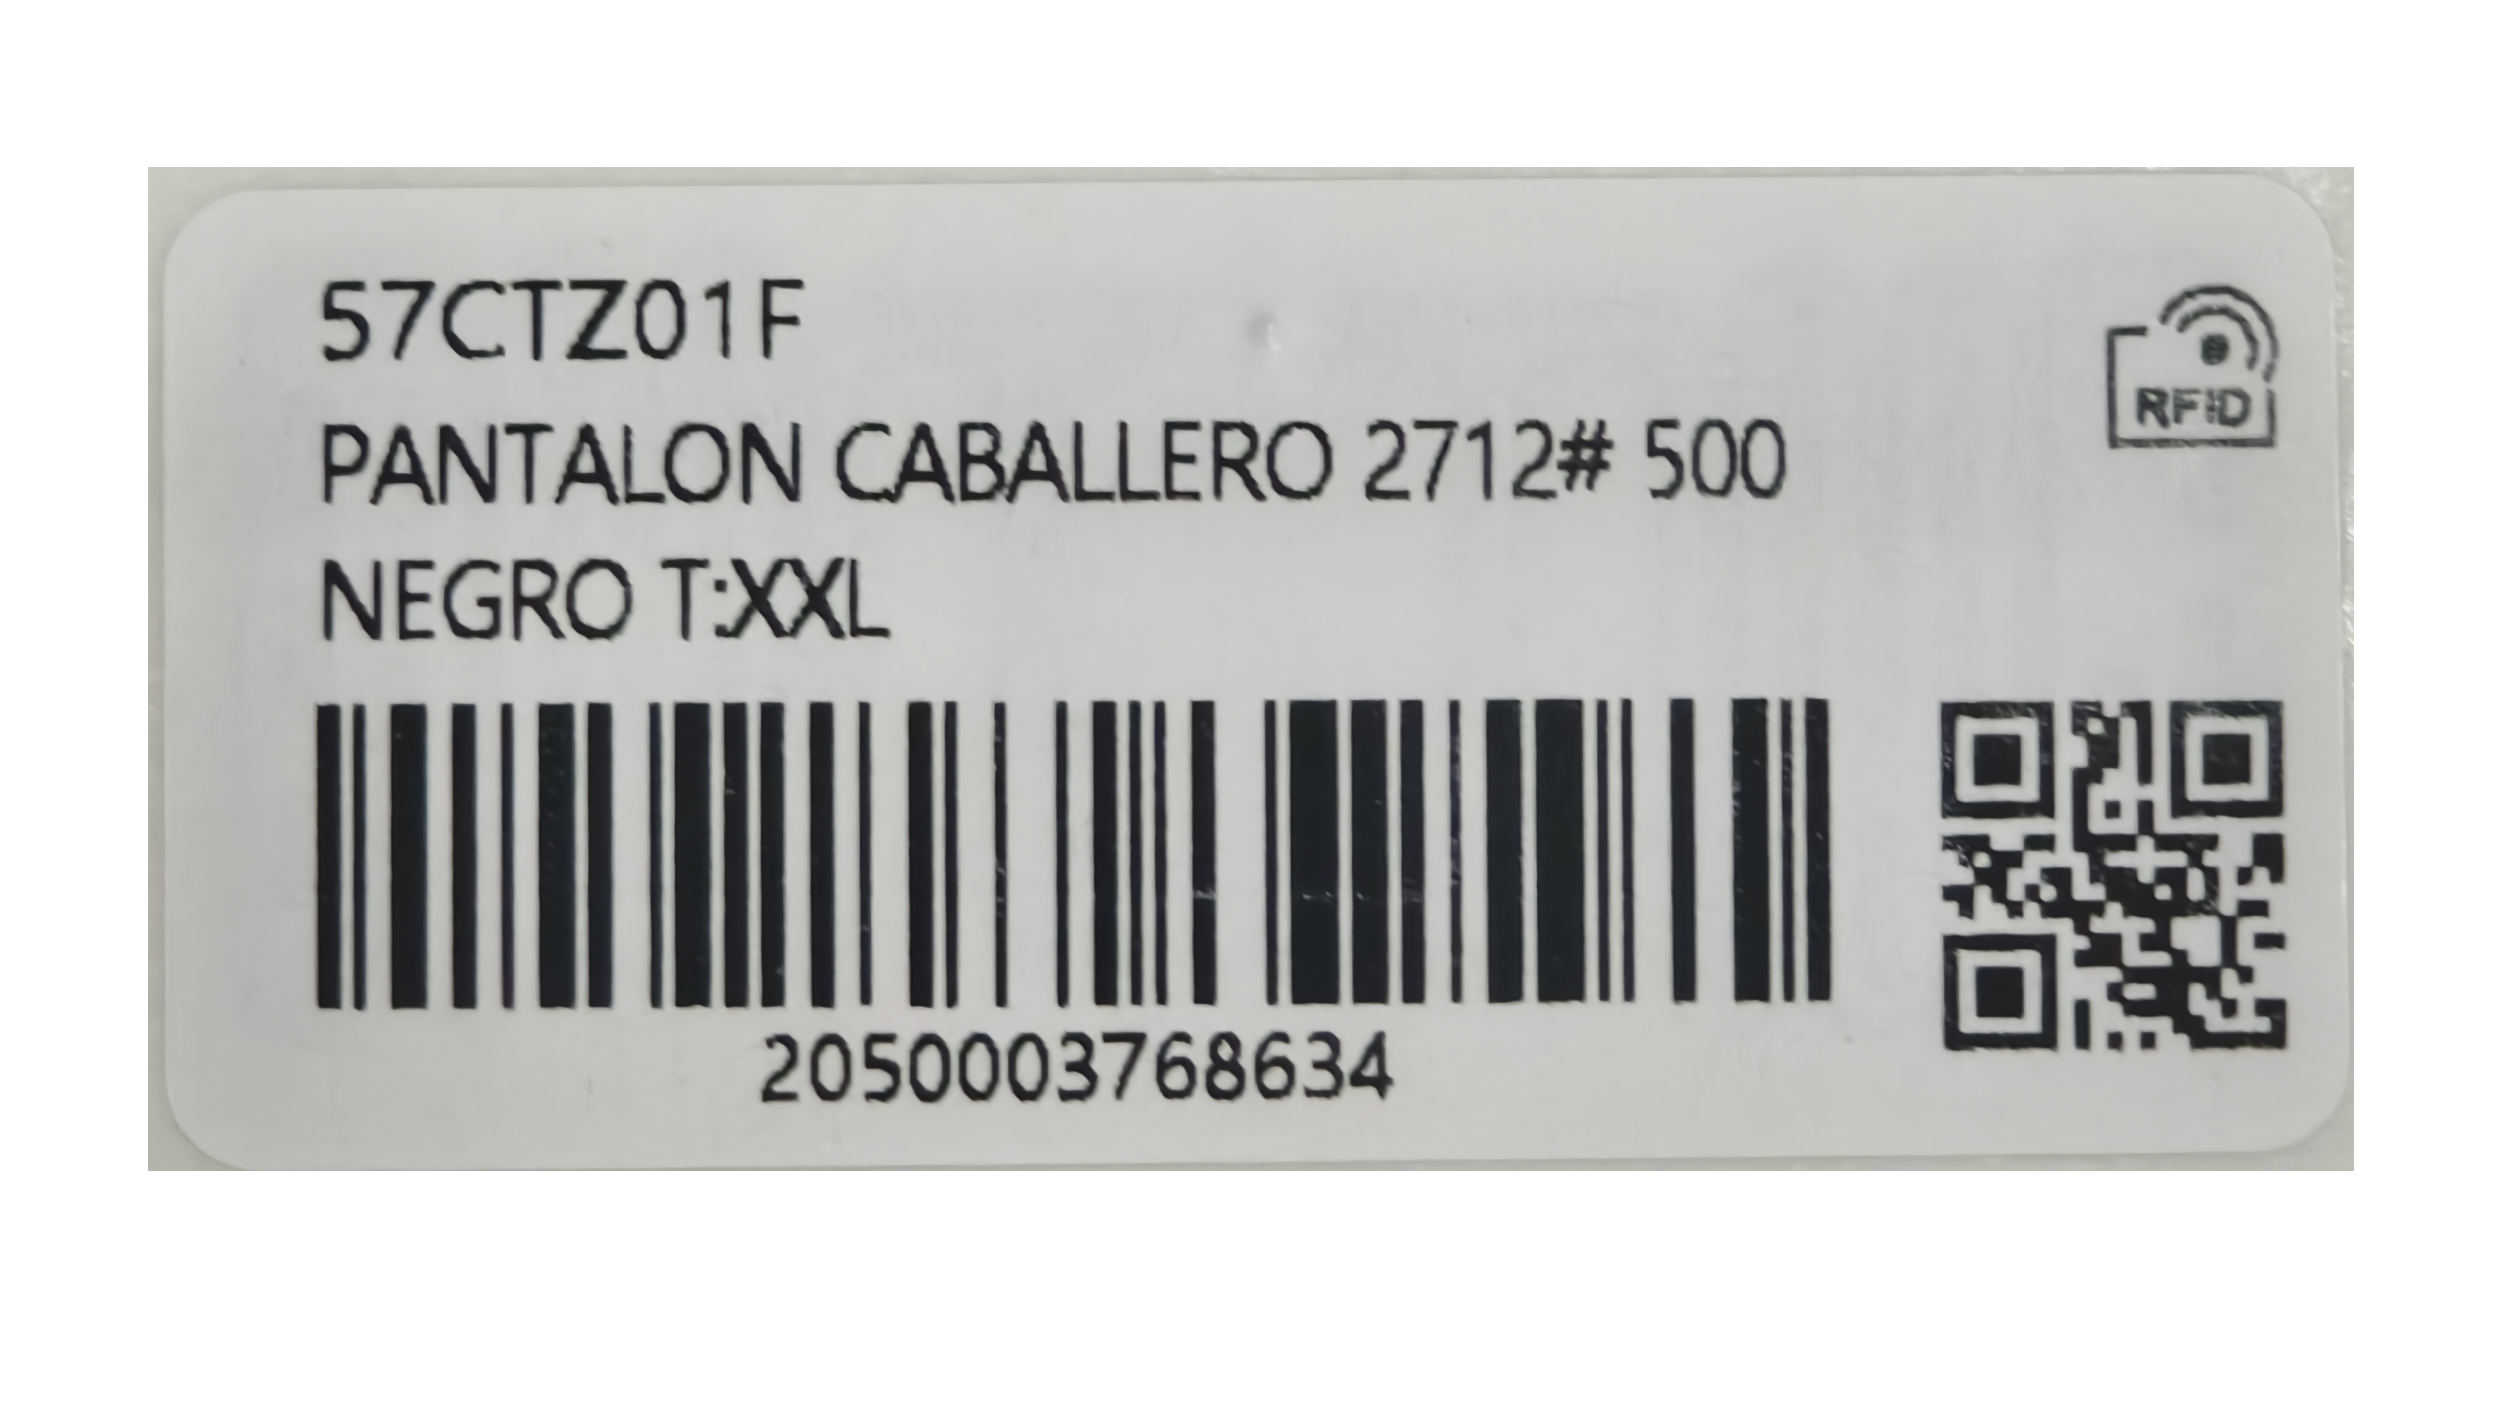 57CTZ01F
RFID
PANTALON CABALLERO 2712# 500
NEGRO T:XXL
2050003768634